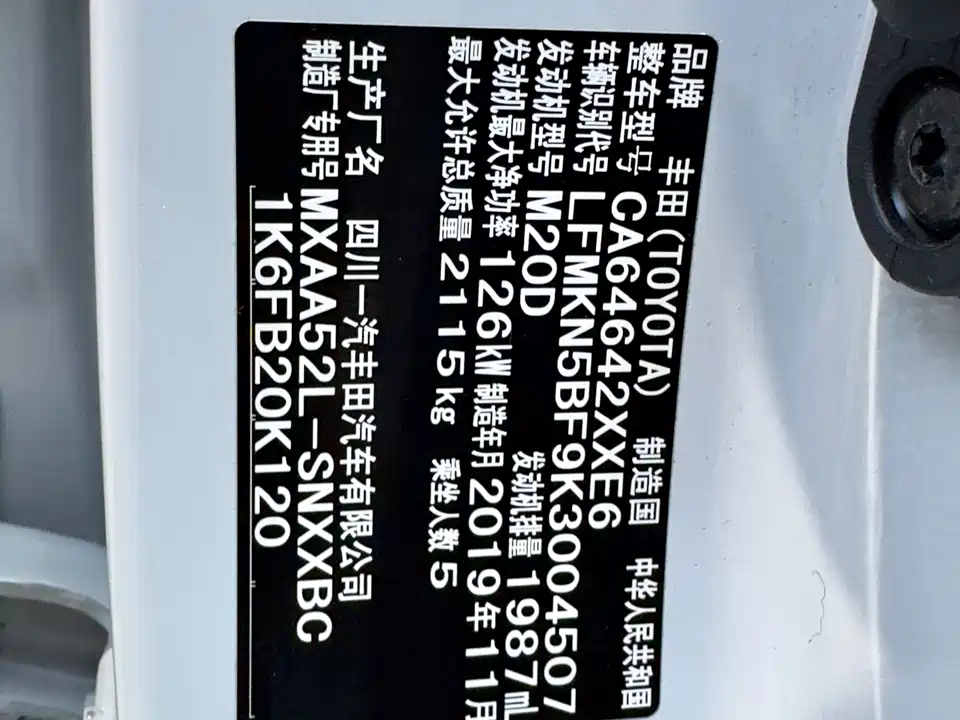 品牌 丰田(TOYOTA) 制造国 中华人民共和国
整车型号 CA64642XXE6
车辆识别代号 LFMKN5BF9K3004507
发动机型号 M20D 发动机排量 1987mL
发动机最大净功率 126kW 制造年月 2019年11月
最大允许总质量 2115kg 乘坐人数 5
生产厂名 四川一汽丰田汽车有限公司
制造厂专用号 MXAA52L-SNXXBC
1K6FB20K120